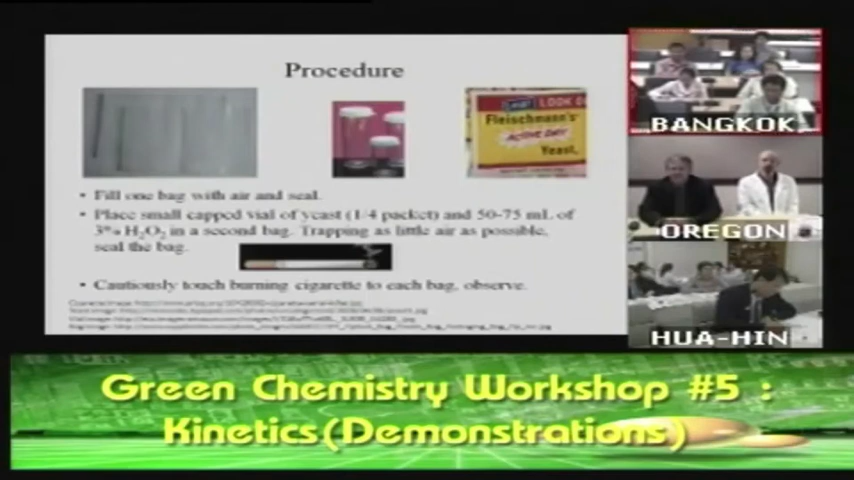 Procedure
LOOK
Fleischmann's
ACTIVE DRY
Yeast
• Fill one bag with air and seal.
• Place small capped vial of yeast (1/4 packet) and 50-75 mL of
3% H₂O₂ in a second bag. Trapping as little air as possible,
seal the bag.
• Cautiously touch burning cigarette to each bag, observe.
BANGKOK
OREGON
HUA-HIN
Green Chemistry Workshop #5 :
Kinetics(Demonstrations)